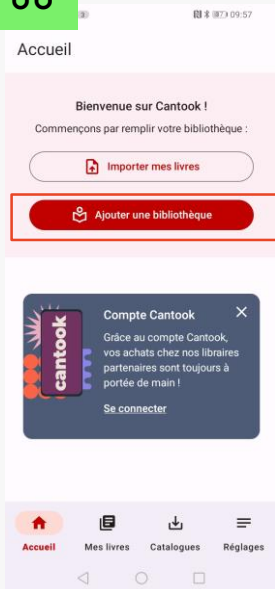 09:57
Accueil
Bienvenue sur Cantook !
Commençons par remplir votre bibliothèque :
Importer mes livres
Ajouter une bibliothèque
cantook
Compte Cantook
Grâce au compte Cantook,
vos achats chez nos libraires
partenaires sont toujours à
portée de main !
Se connecter
Accueil Mes livres Catalogues Réglages